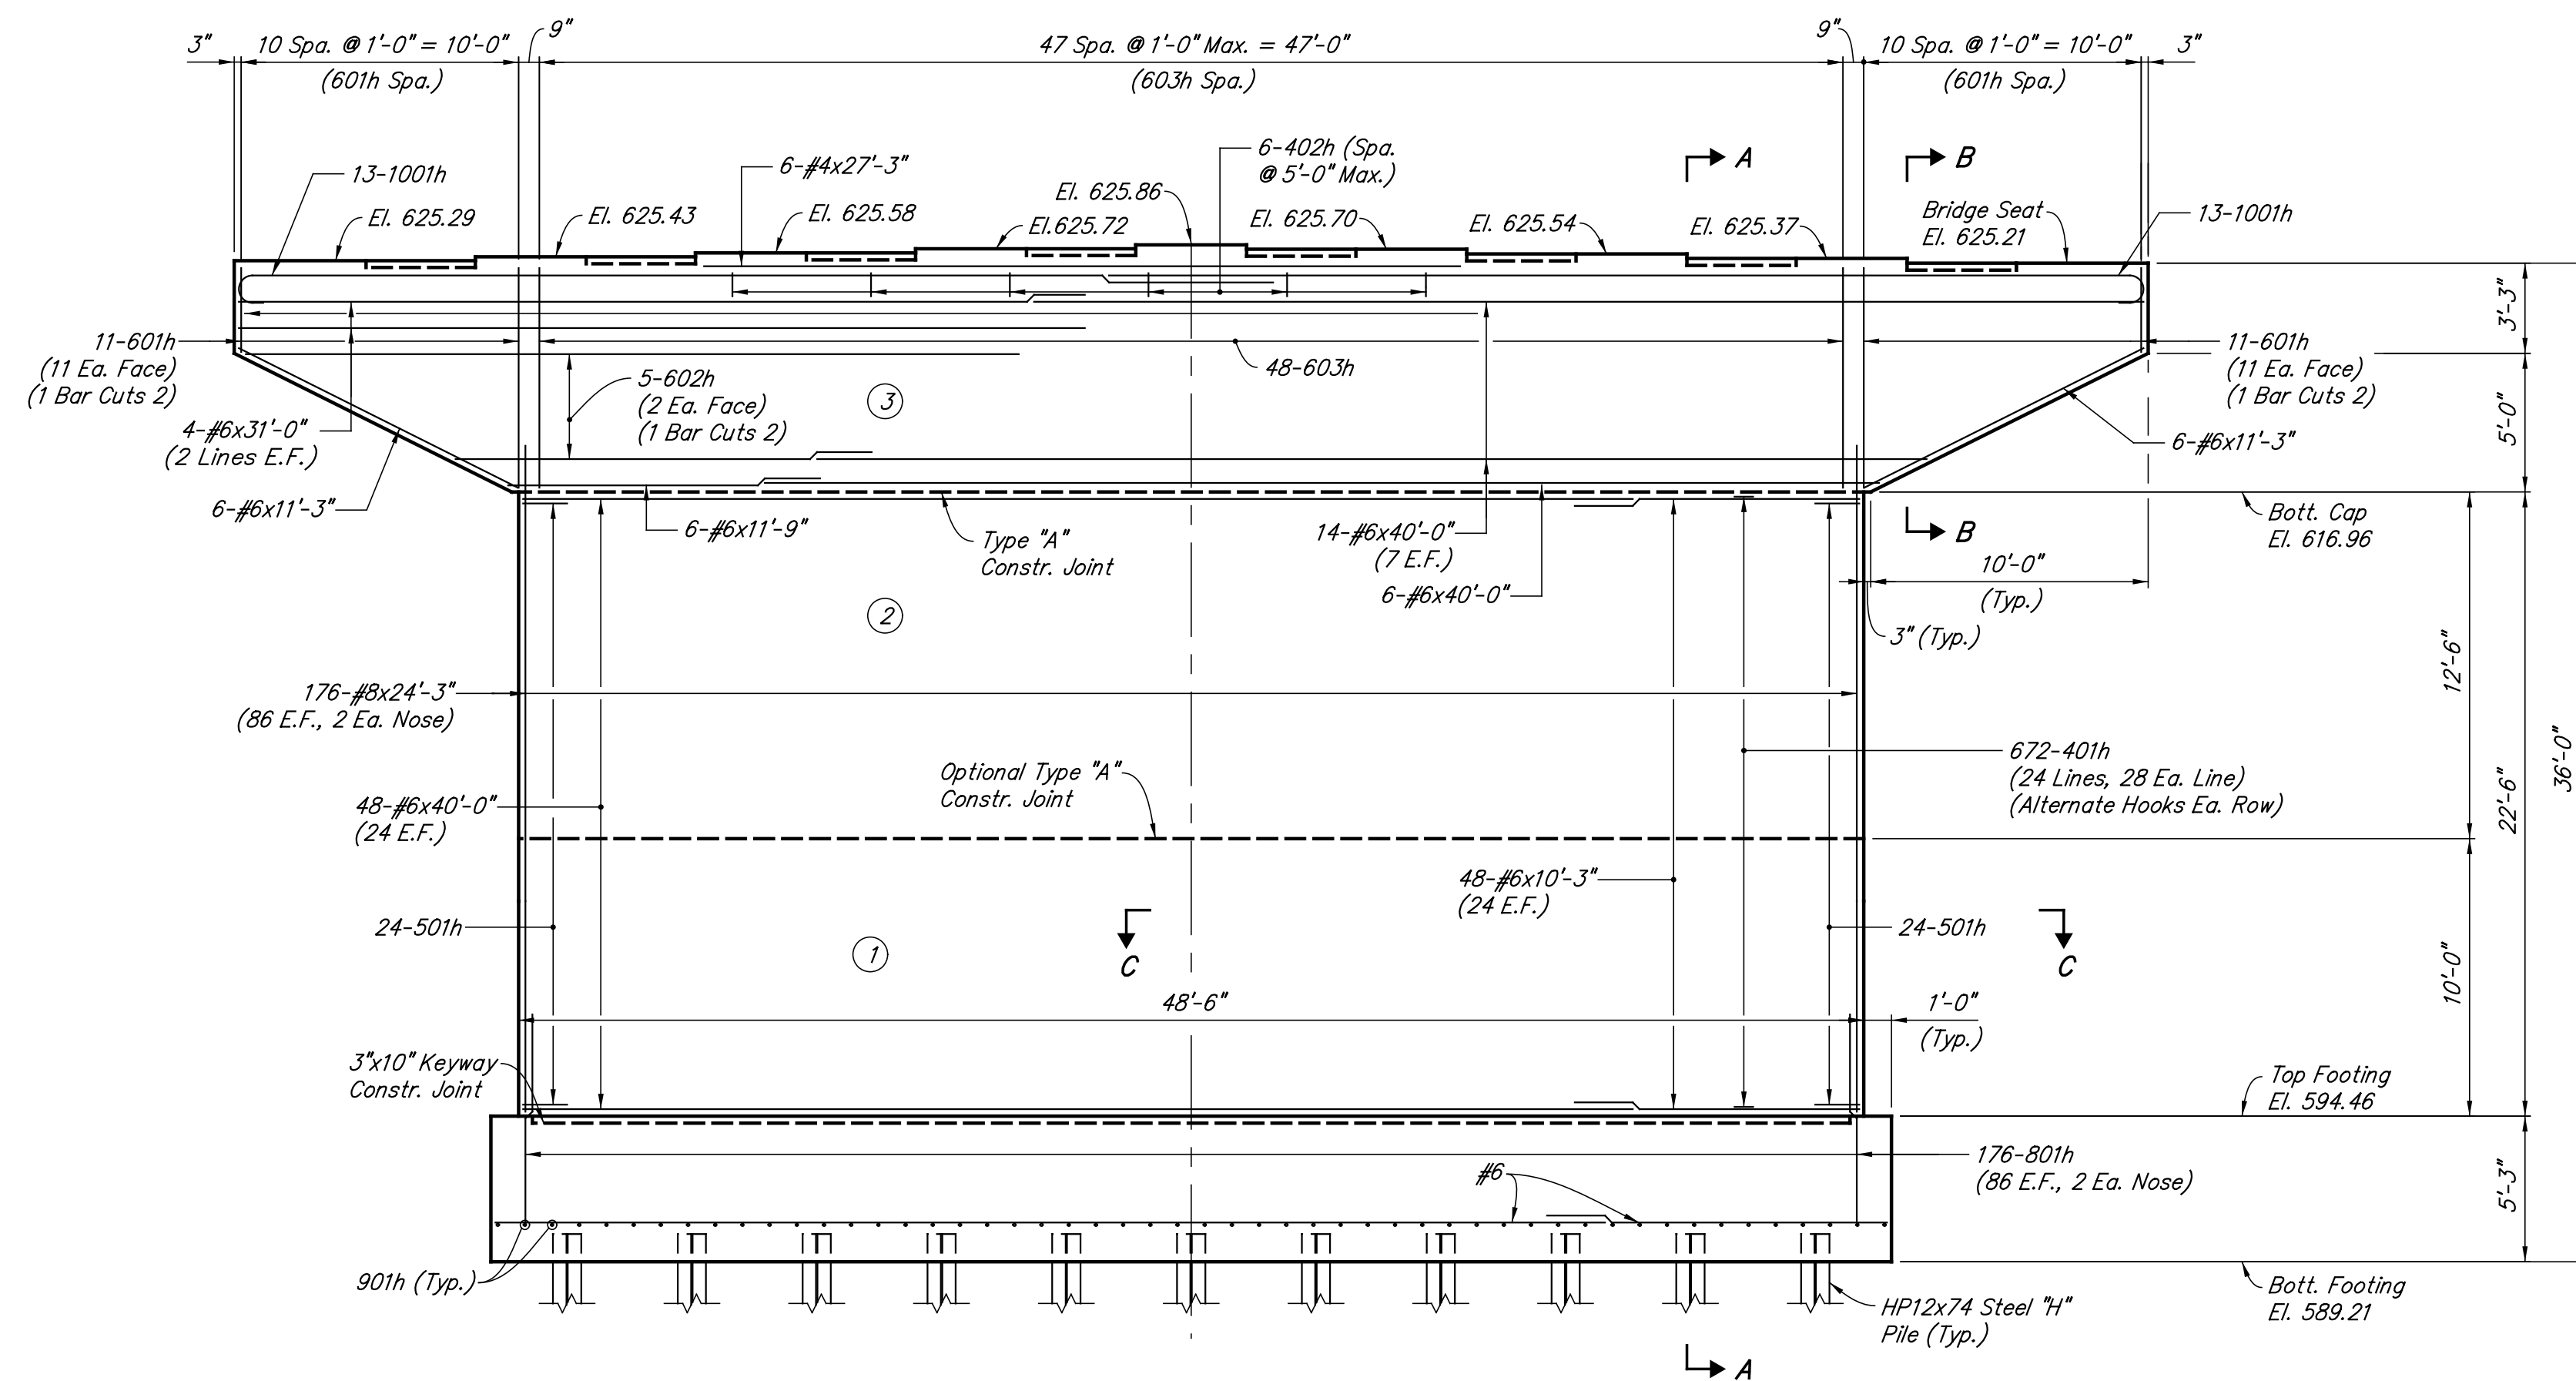 3"
10 Spa. @ 1'-0" = 10'-0"
(601h Spa.)
9"
47 Spa. @ 1'-0" Max. = 47'-0"
(603h Spa.)
9"
10 Spa. @ 1'-0" = 10'-0"
(601h Spa.)
3"
13-1001h
El. 625.29
El. 625.43
6-#4x27'-3"
El. 625.58
El. 625.86
El.625.72
6-402h (Spa.
@ 5'-0" Max.)
El. 625.70
El. 625.54
A
El. 625.37
B
Bridge Seat
El. 625.21
13-1001h
3'-3"
11-601h
(11 Ea. Face)
(1 Bar Cuts 2)
4-#6x31'-0"
(2 Lines E.F.)
6-#6x11'-3"
5-602h
(2 Ea. Face)
(1 Bar Cuts 2)
3
48-603h
11-601h
(11 Ea. Face)
(1 Bar Cuts 2)
6-#6x11'-3"
5'-0"
6-#6x11'-9"
Type "A"
Constr. Joint
14-#6x40'-0"
(7 E.F.)
6-#6x40'-0"
B
Bott. Cap
El. 616.96
10'-0"
(Typ.)
3" (Typ.)
2
12'-6"
176-#8x24'-3"
(86 E.F., 2 Ea. Nose)
Optional Type "A"
Constr. Joint
672-401h
(24 Lines, 28 Ea. Line)
(Alternate Hooks Ea. Row)
22'-6"
36'-0"
48-#6x40'-0"
(24 E.F.)
48-#6x10'-3"
(24 E.F.)
24-501h
1
C
24-501h
C
10'-0"
48'-6"
1'-0"
(Typ.)
3"x10" Keyway
Constr. Joint
Top Footing
El. 594.46
#6
176-801h
(86 E.F., 2 Ea. Nose)
5'-3"
901h (Typ.)
HP12x74 Steel "H"
Pile (Typ.)
Bott. Footing
El. 589.21
A